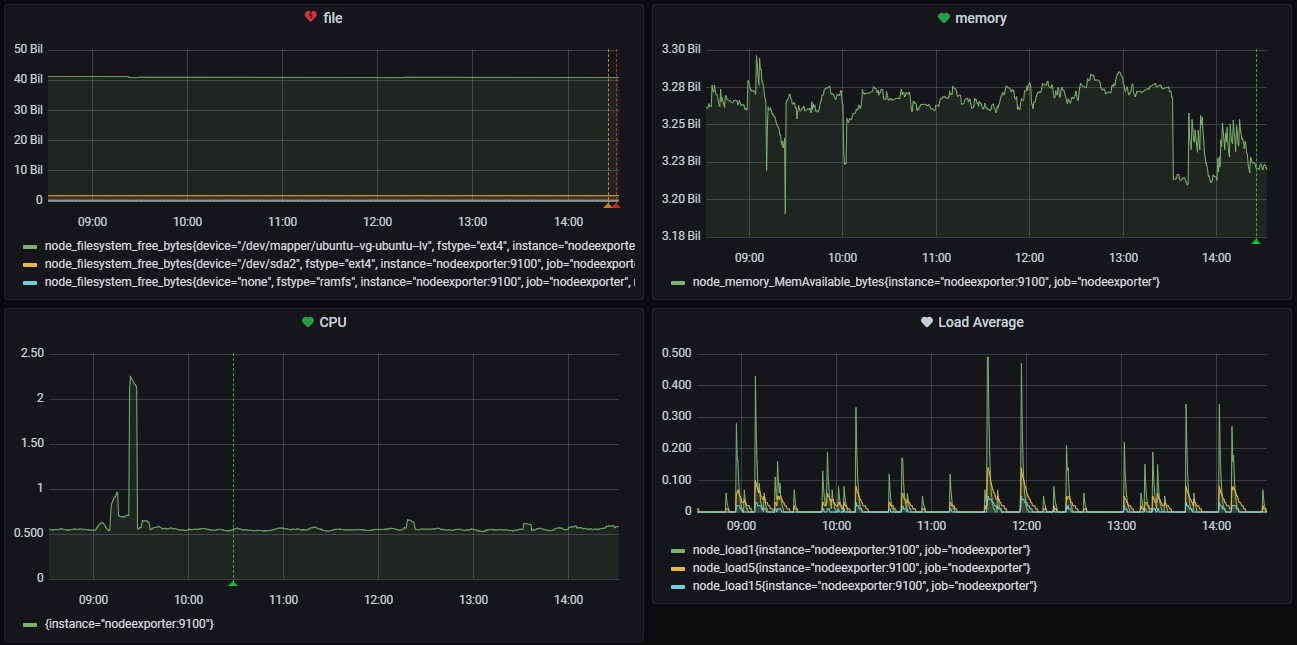 file
50 Bil
40 Bil
30 Bil
20 Bil
10 Bil
0
09:00 10:00 11:00 12:00 13:00 14:00
node_filesystem_free_bytes{device="/dev/mapper/ubuntu--vg-ubuntu--lv", fstype="ext4", instance="nodeexporte
node_filesystem_free_bytes{device="/dev/sda2", fstype="ext4", instance="nodeexporter:9100", job="nodeexport
node_filesystem_free_bytes{device="none", fstype="ramfs", instance="nodeexporter:9100", job="nodeexporter",
memory
3.30 Bil
3.28 Bil
3.25 Bil
3.23 Bil
3.20 Bil
3.18 Bil
09:00 10:00 11:00 12:00 13:00 14:00
node_memory_MemAvailable_bytes{instance="nodeexporter:9100", job="nodeexporter"}
CPU
2.50
2
1.50
1
0.500
0
09:00 10:00 11:00 12:00 13:00 14:00
{instance="nodeexporter:9100"}
Load Average
0.500
0.400
0.300
0.200
0.100
0
09:00 10:00 11:00 12:00 13:00 14:00
node_load1{instance="nodeexporter:9100", job="nodeexporter"}
node_load5{instance="nodeexporter:9100", job="nodeexporter"}
node_load15{instance="nodeexporter:9100", job="nodeexporter"}